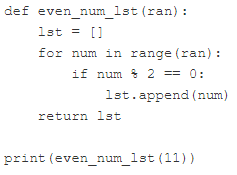 def even_num_lst(ran):
    lst = []
    for num in range(ran):
        if num % 2 == 0:
            lst.append(num)
    return lst

print(even_num_lst(11))